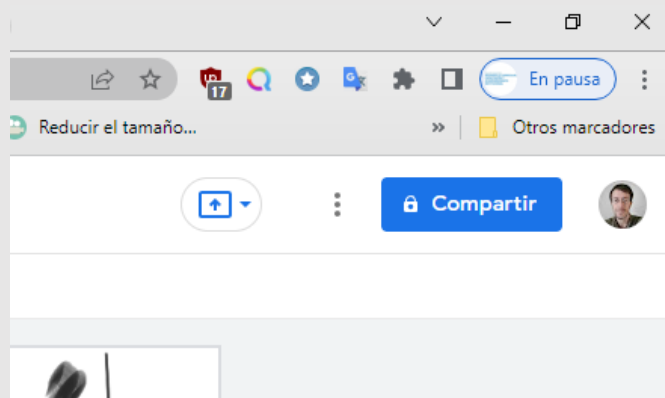 17
En pausa
Reducir el tamaño...
» Otros marcadores
Compartir